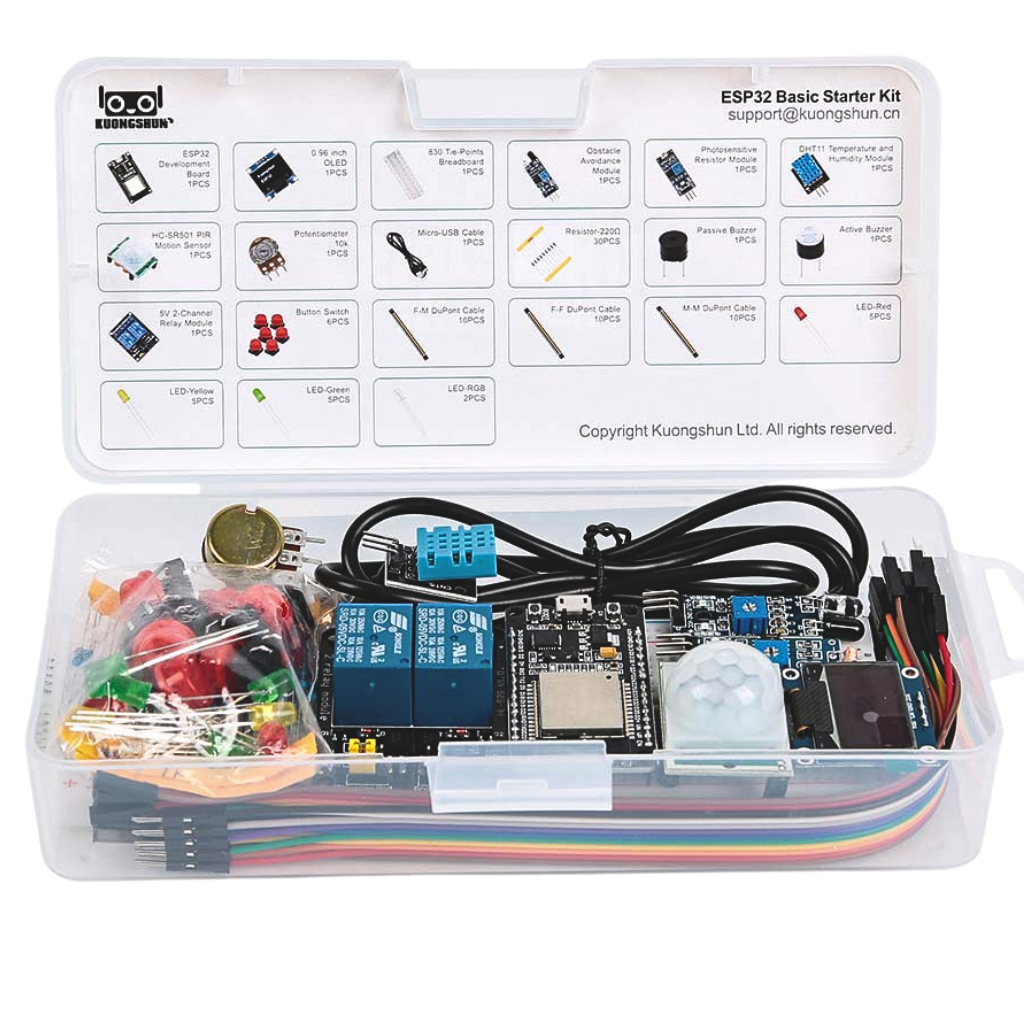 KUONGSHUN
ESP32 Basic Starter Kit
support@kuongshun.cn
ESP32
Development
Board
1PCS
0.96 inch
OLED
1PCS
830 Tie-Points
Breadboard
1PCS
Obstacle
Avoidance
Module
1PCS
Photosensitive
Resistor Module
1PCS
DHT11 Temperature and
Humidity Module
1PCS
HC-SR501 PIR
Motion Sensor
1PCS
Potentiometer
10k
1PCS
Micro-USB Cable
1PCS
Resistor-220Ω
30PCS
Passive Buzzer
1PCS
Active Buzzer
1PCS
5V 2-Channel
Relay Module
1PCS
Button Switch
6PCS
F-M DuPont Cable
10PCS
F-F DuPont Cable
10PCS
M-M DuPont Cable
10PCS
LED-Red
5PCS
LED-Yellow
5PCS
LED-Green
5PCS
LED-RGB
2PCS
Copyright Kuongshun Ltd. All rights reserved.
SONGLE
SRD-05VDC-SL-C
SONGLE
SRD-05VDC-SL-C
2 relay module